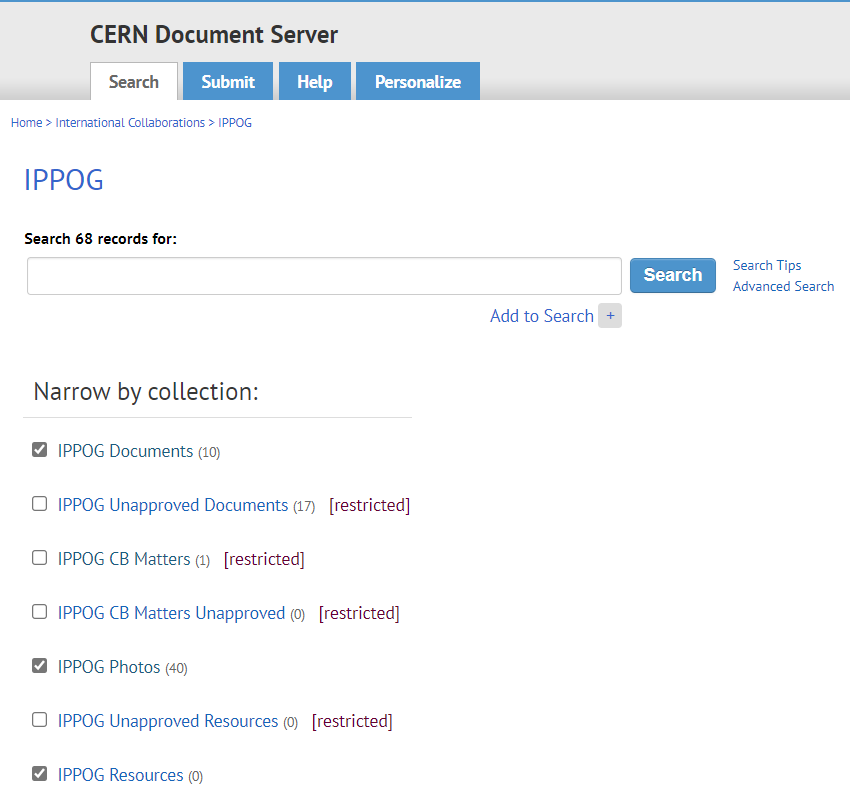 CERN Document Server
Search Submit Help Personalize
Home > International Collaborations > IPPOG
IPPOG
Search 68 records for:
Search
Search Tips
Advanced Search
Add to Search +
Narrow by collection:
IPPOG Documents (10)
IPPOG Unapproved Documents (17) [restricted]
IPPOG CB Matters (1) [restricted]
IPPOG CB Matters Unapproved (0) [restricted]
IPPOG Photos (40)
IPPOG Unapproved Resources (0) [restricted]
IPPOG Resources (0)